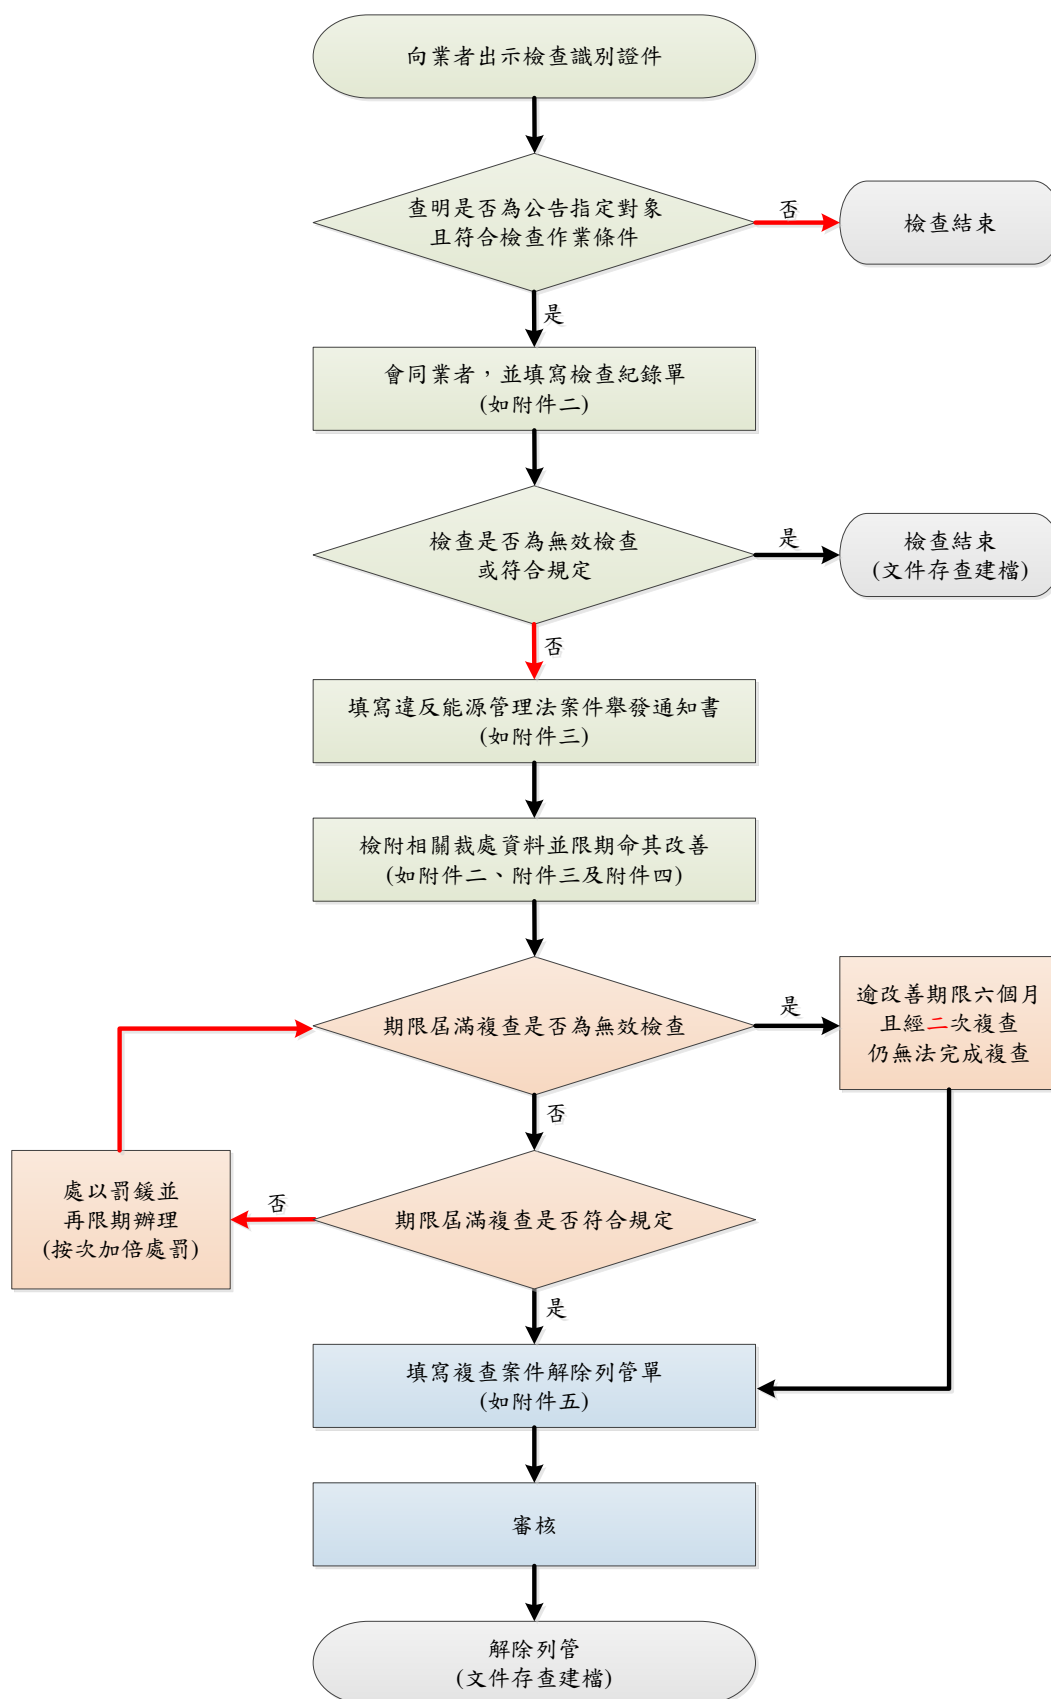 向業者出示檢查識別證件
查明是否為公告指定對象
且符合檢查作業條件
否
檢查結束
是
會同業者，並填寫檢查紀錄單
(如附件二)
檢查是否為無效檢查
或符合規定
是
檢查結束
(文件存查建檔)
否
填寫違反能源管理法案件舉發通知書
(如附件三)
檢附相關裁處資料並限期命其改善
(如附件二、附件三及附件四)
期限屆滿複查是否為無效檢查
是
逾改善期限六個月
且經二次複查
仍無法完成複查
否
期限屆滿複查是否符合規定
否
處以罰鍰並
再限期辦理
(按次加倍處罰)
是
填寫複查案件解除列管單
(如附件五)
審核
解除列管
(文件存查建檔)